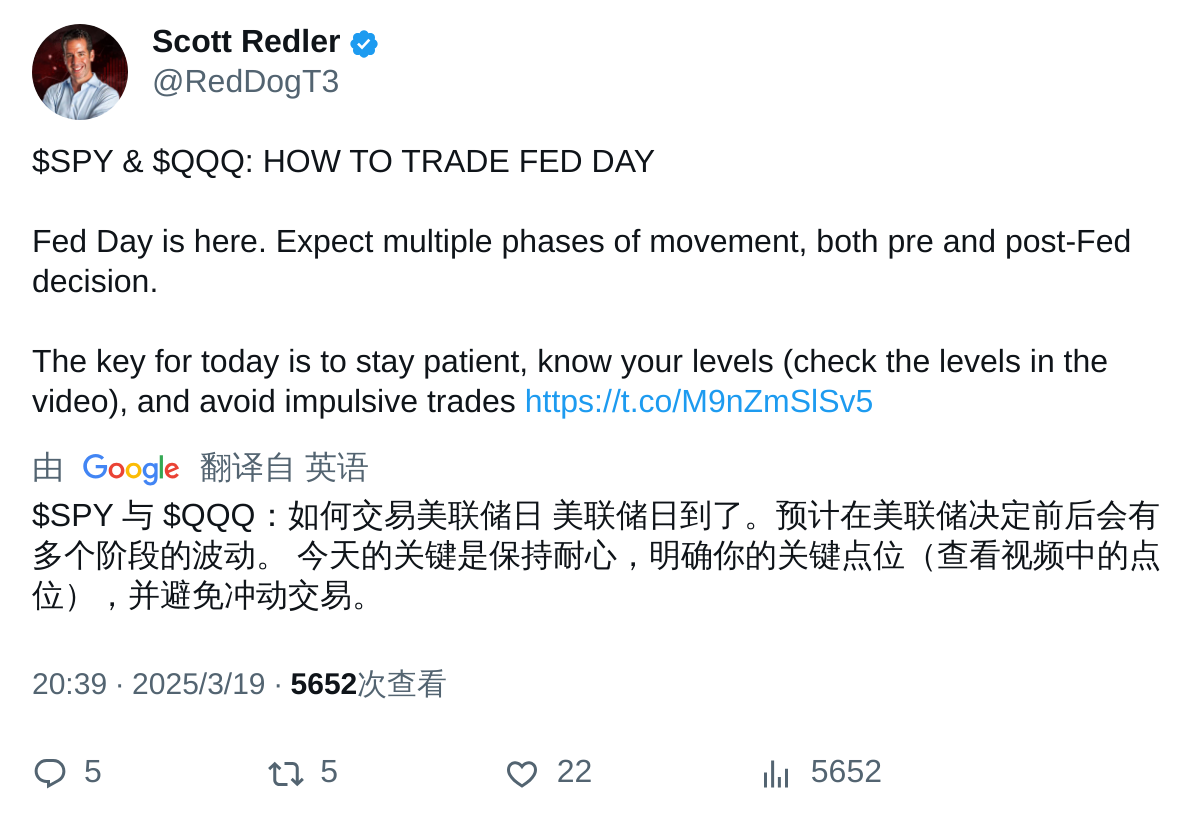 Scott Redler
@RedDogT3
$SPY & $QQQ: HOW TO TRADE FED DAY
Fed Day is here. Expect multiple phases of movement, both pre and post-Fed
decision.
The key for today is to stay patient, know your levels (check the levels in the
video), and avoid impulsive trades https://t.co/M9nZmSlSv5
由 Google 翻译自 英语
$SPY 与 $QQQ：如何交易美联储日 美联储日到了。预计在美联储决定前后会有
多个阶段的波动。 今天的关键是保持耐心，明确你的关键点位（查看视频中的点
位），并避免冲动交易。
20:39 · 2025/3/19 · 5652次查看
5 5 22 5652